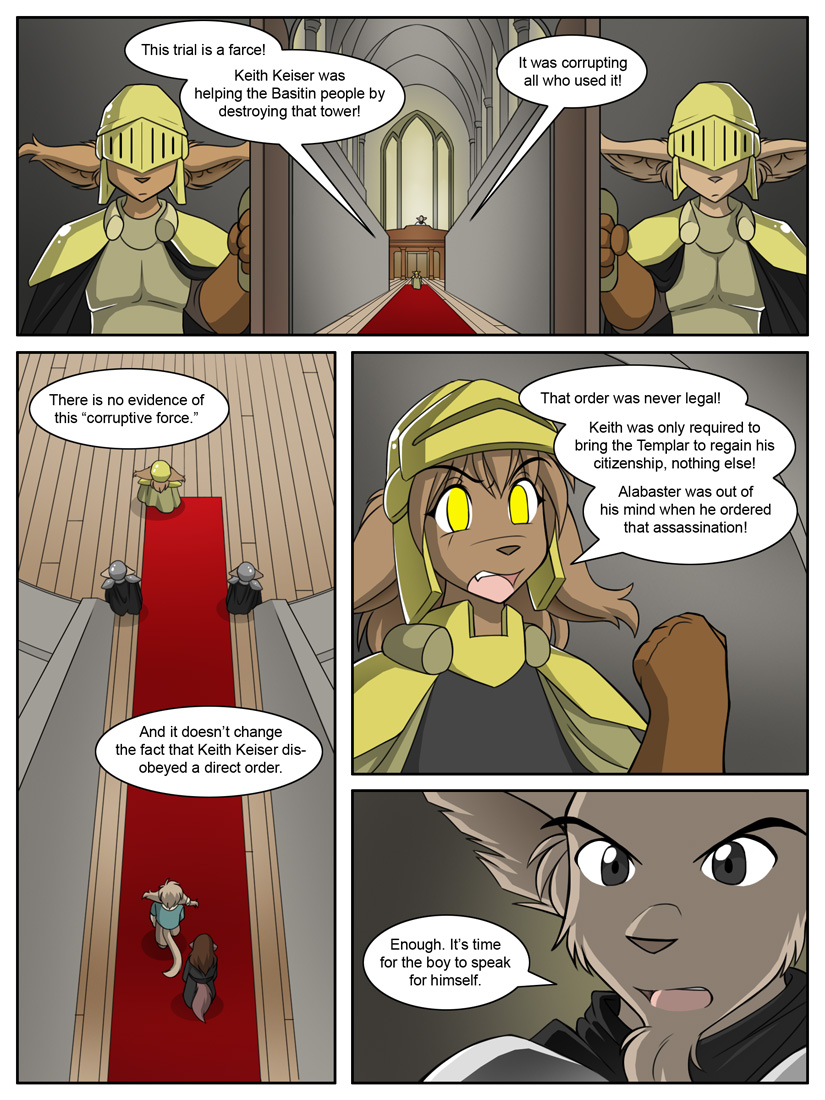 This trial is a farce!
Keith Keiser was
helping the Basitin people by
destroying that tower!
It was corrupting
all who used it!
There is no evidence of
this “corruptive force.”
And it doesn’t change
the fact that Keith Keiser dis-
obeyed a direct order.
That order was never legal!
Keith was only required to
bring the Templar to regain his
citizenship, nothing else!
Alabaster was out of
his mind when he ordered
that assassination!
Enough. It’s time
for the boy to speak
for himself.